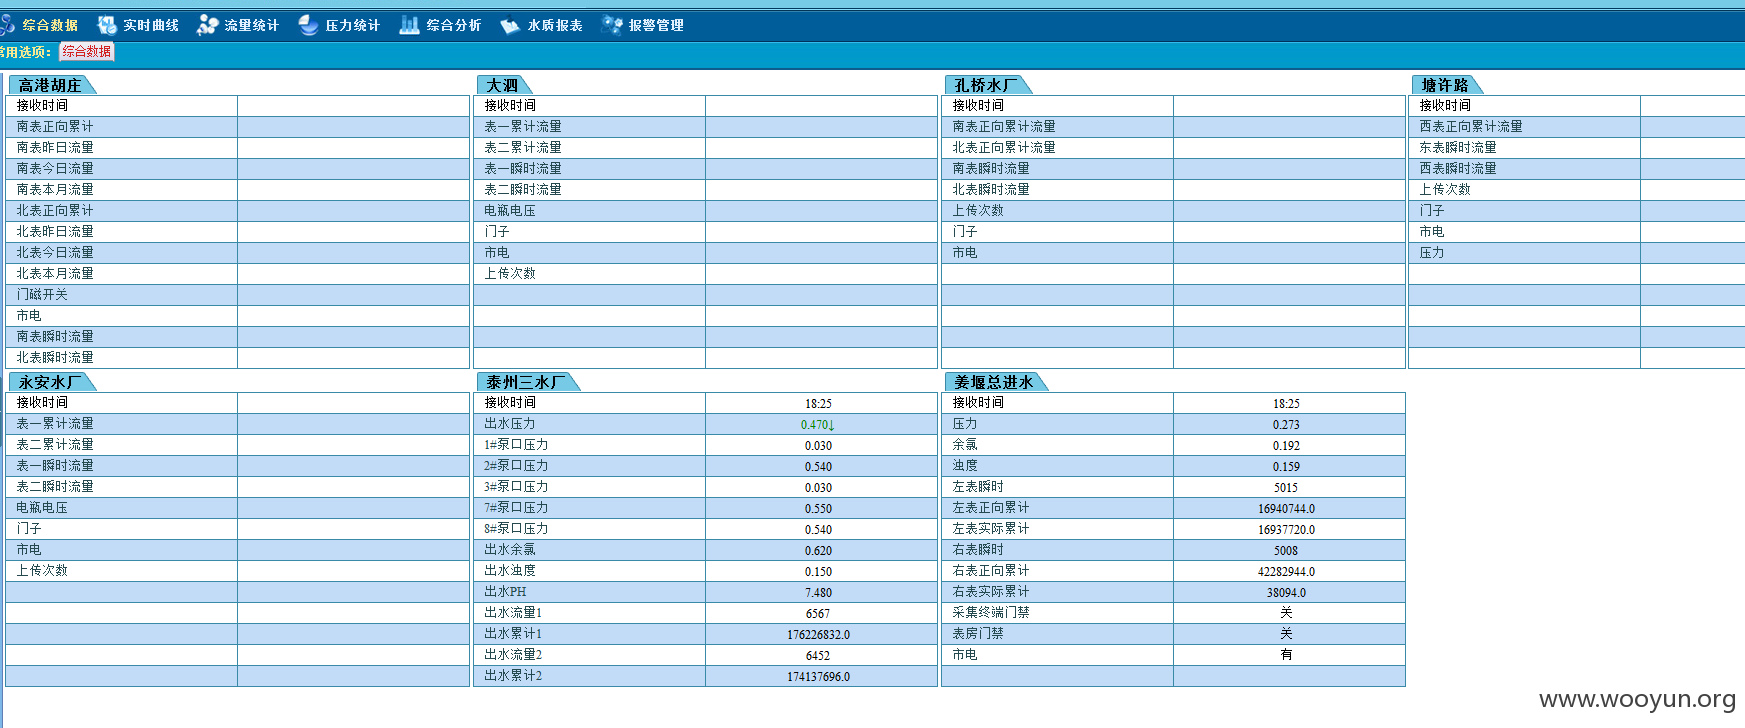 综合数据 实时曲线 流量统计 压力统计 综合分析 水质报表 报警管理
常用选项: 综合数据
高港胡庄
接收时间
南表正向累计
南表昨日流量
南表今日流量
南表本月流量
北表正向累计
北表昨日流量
北表今日流量
北表本月流量
门磁开关
市电
南表瞬时流量
北表瞬时流量
大泗
接收时间
表一累计流量
表二累计流量
表一瞬时流量
表二瞬时流量
电瓶电压
门子
市电
上传次数
孔桥水厂
接收时间
南表正向累计流量
北表正向累计流量
南表瞬时流量
北表瞬时流量
上传次数
门子
市电
塘许路
接收时间
西表正向累计流量
东表瞬时流量
西表瞬时流量
上传次数
门子
市电
压力
永安水厂
接收时间
表一累计流量
表二累计流量
表一瞬时流量
表二瞬时流量
电瓶电压
门子
市电
上传次数
泰州三水厂
接收时间 18:25
出水压力 0.470↓
1#泵口压力 0.030
2#泵口压力 0.540
3#泵口压力 0.030
7#泵口压力 0.550
8#泵口压力 0.540
出水余氯 0.620
出水浊度 0.150
出水PH 7.480
出水流量1 6567
出水累计1 176226832.0
出水流量2 6452
出水累计2 174137696.0
姜堰总进水
接收时间 18:25
压力 0.273
余氯 0.192
浊度 0.159
左表瞬时 5015
左表正向累计 16940744.0
左表实际累计 16937720.0
右表瞬时 5008
右表正向累计 42282944.0
右表实际累计 38094.0
采集终端门禁 关
表房门禁 关
市电 有
www.wooyun.org